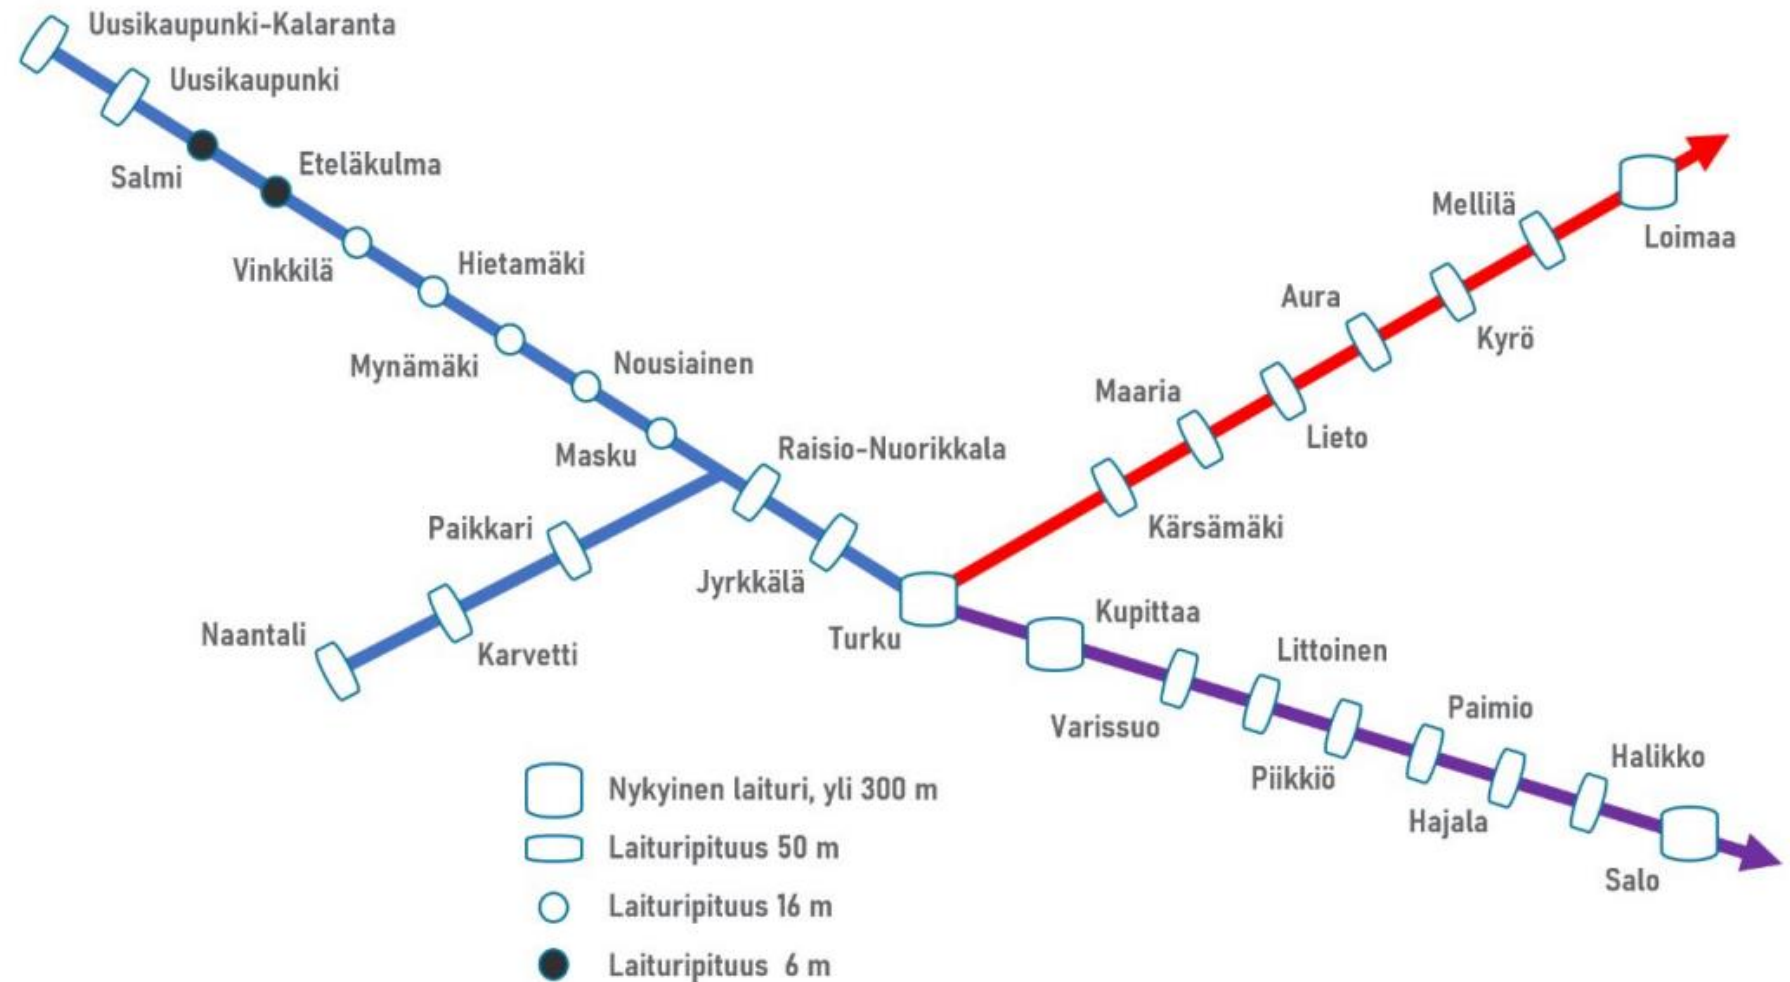 Uusikaupunki-Kalaranta
Uusikaupunki
Salmi
Eteläkulma
Vinkkilä
Hietamäki
Mynämäki
Nousiainen
Masku
Raisio-Nuorikkala
Jyrkkälä
Paikkari
Karvetti
Naantali
Turku
Kärsämäki
Maaria
Lieto
Aura
Kyrö
Mellilä
Loimaa
Kupittaa
Varissuo
Littoinen
Piikkiö
Paimio
Hajala
Halikko
Salo
Nykyinen laituri, yli 300 m
Laituripituus 50 m
Laituripituus 16 m
Laituripituus 6 m